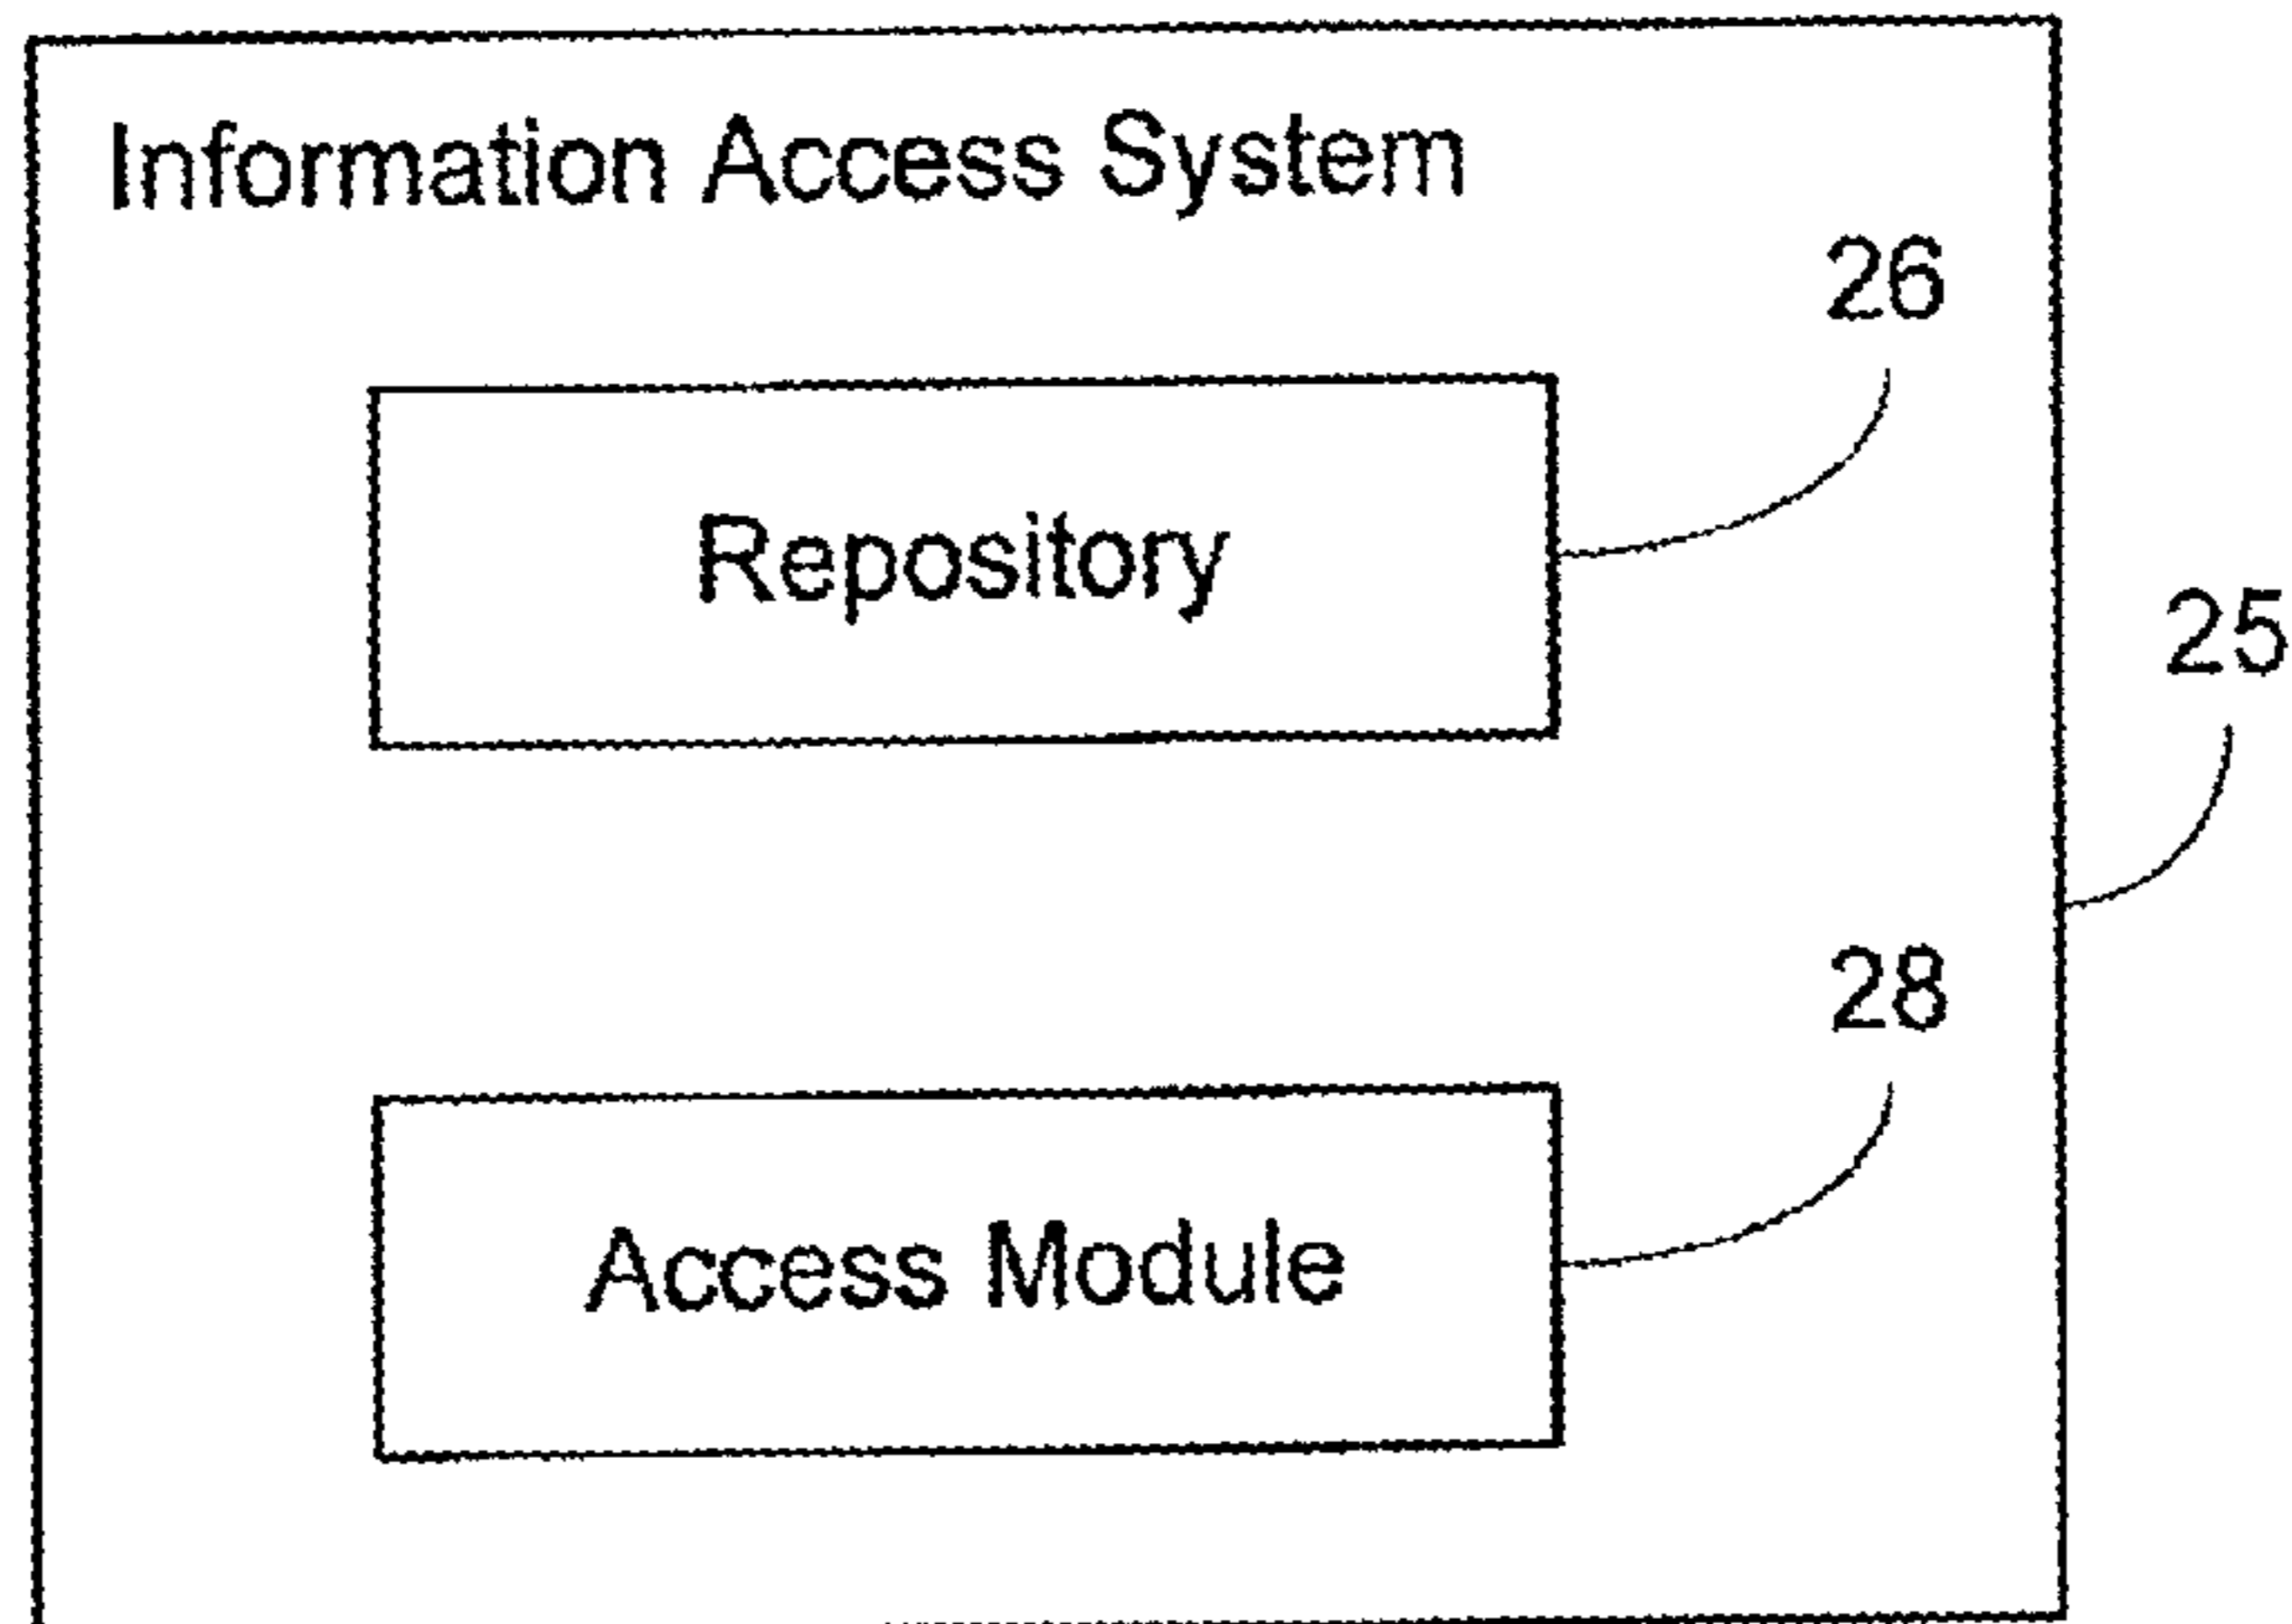 Information Access System
26
Repository
25
28
Access Module